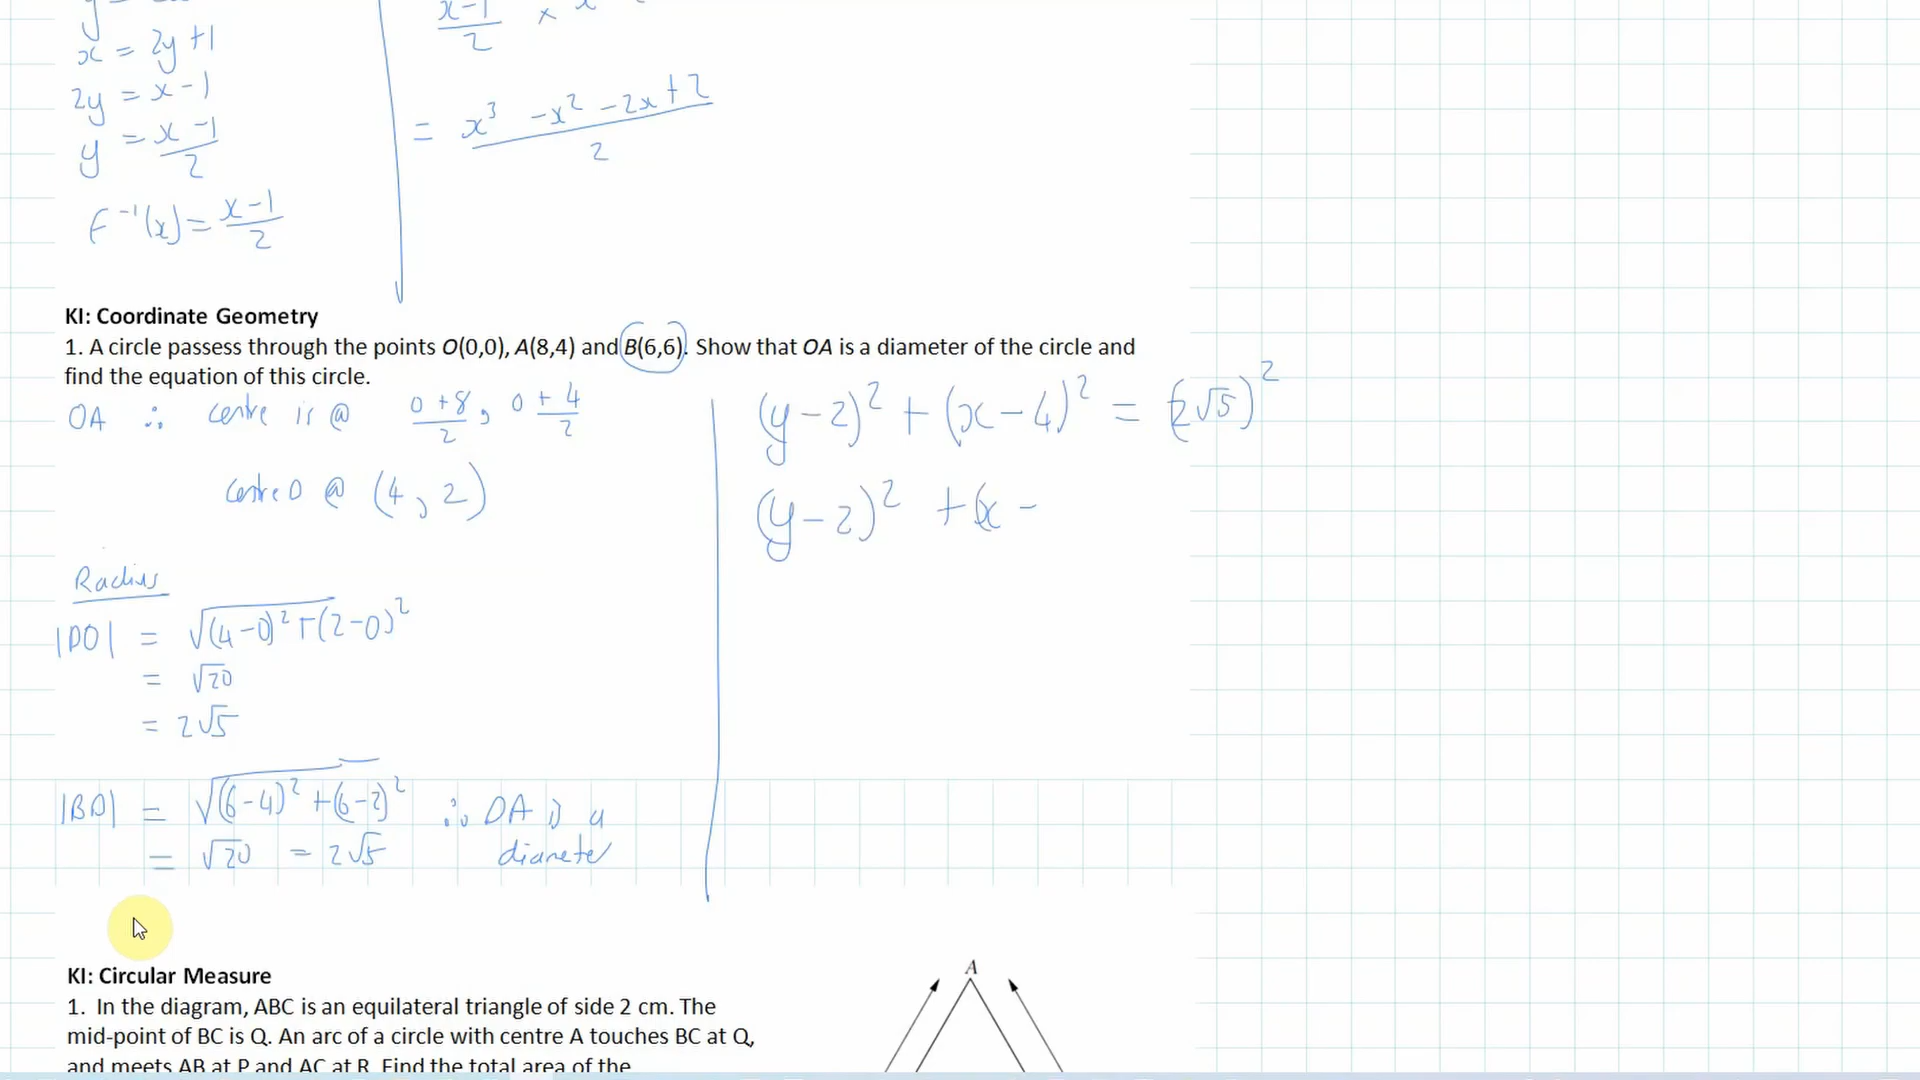 x = 2y + 1
2y = x - 1
y = x - 1 / 2
f⁻¹(x) = x - 1 / 2
x - 1 / 2 ×
= x³ - x² - 2x + 2 / 2
KI: Coordinate Geometry
1. A circle passess through the points O(0,0), A(8,4) and B(6,6). Show that OA is a diameter of the circle and
find the equation of this circle.
OA ∴ centre is @ 0 + 8 / 2 , 0 + 4 / 2
centre D @ (4, 2)
Radius
|DO| = √(4-0)² + (2-0)²
= √20
= 2√5
|BD| = √(6-4)² + (6-2)² ∴ OA is a
= √20 = 2√5 diameter
(y - 2)² + (x - 4)² = (2√5)²
(y - 2)² + (x -
KI: Circular Measure
1. In the diagram, ABC is an equilateral triangle of side 2 cm. The
mid-point of BC is Q. An arc of a circle with centre A touches BC at Q,
and meets AB at P and AC at R. Find the total area of the
A